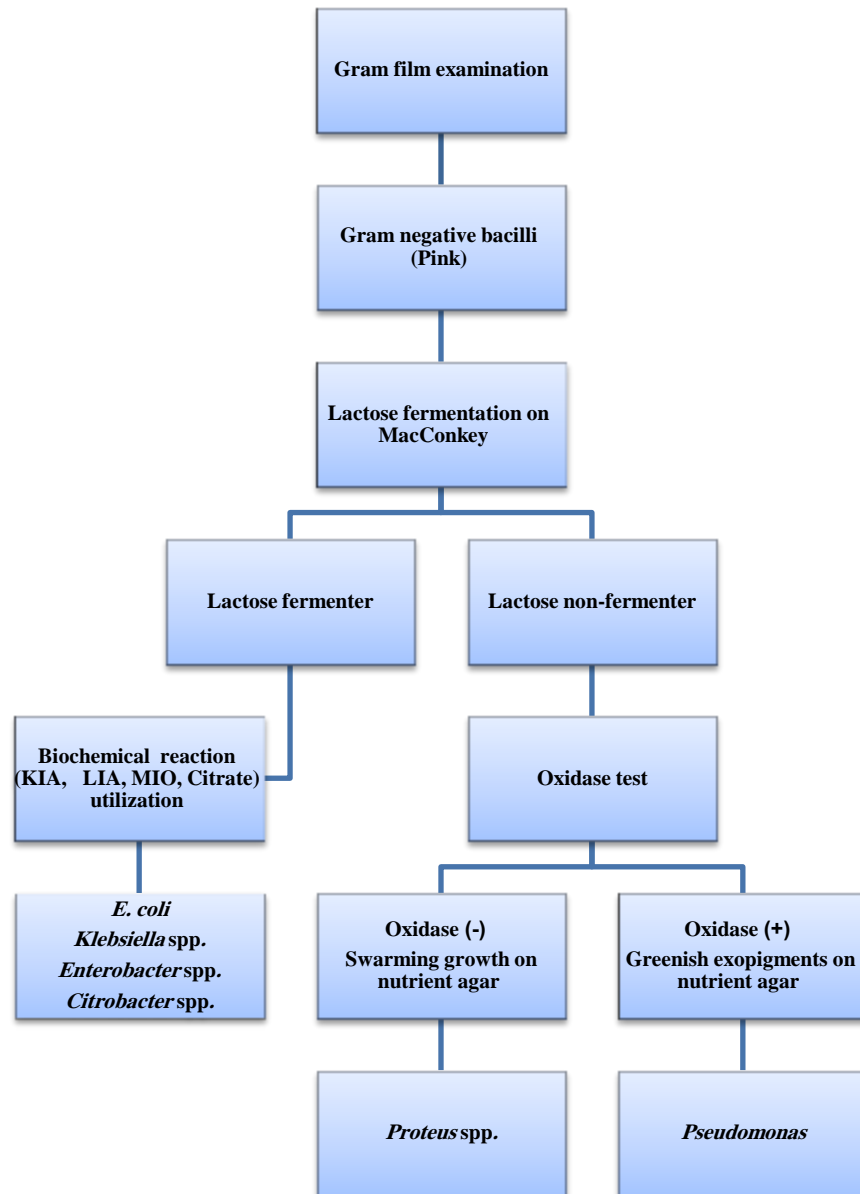 Gram film examination
Gram negative bacilli
(Pink)
Lactose fermentation on
MacConkey
Lactose fermenter
Lactose non-fermenter
Biochemical reaction
(KIA, LIA, MIO, Citrate)
utilization
Oxidase test
E. coli
Klebsiella spp.
Enterobacter spp.
Citrobacter spp.
Oxidase (-)
Swarming growth on
nutrient agar
Oxidase (+)
Greenish exopigments on
nutrient agar
Proteus spp.
Pseudomonas